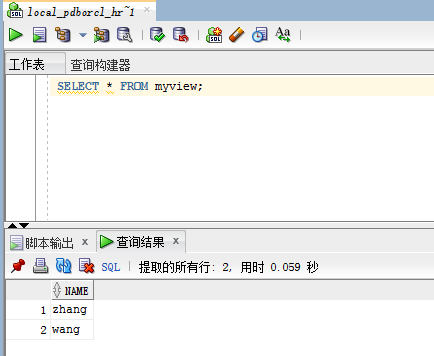 local_pdborcl_hr~1
SQL
Aa
工作表 查询构建器
SELECT * FROM myview;
脚本输出 x 查询结果 x
SQL | 提取的所有行: 2, 用时 0.059 秒
NAME
1 zhang
2 wang